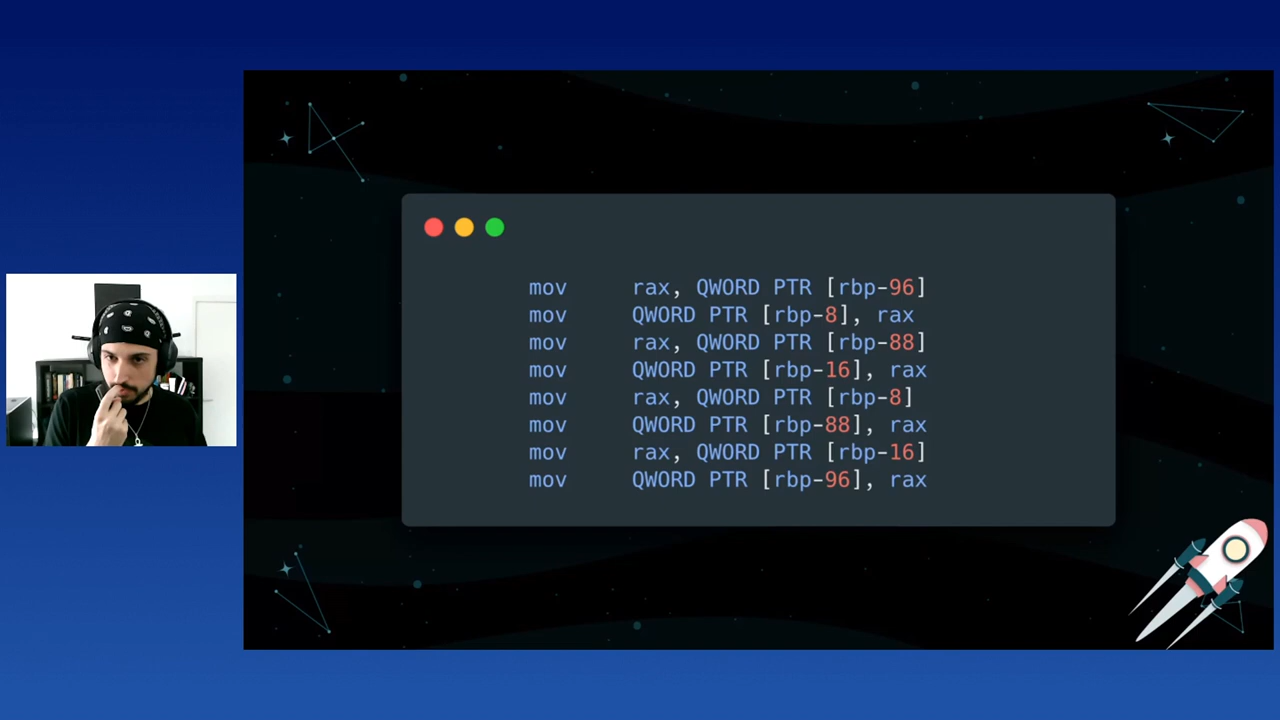 mov rax, QWORD PTR [rbp-96]
mov QWORD PTR [rbp-8], rax
mov rax, QWORD PTR [rbp-88]
mov QWORD PTR [rbp-16], rax
mov rax, QWORD PTR [rbp-8]
mov QWORD PTR [rbp-88], rax
mov rax, QWORD PTR [rbp-16]
mov QWORD PTR [rbp-96], rax